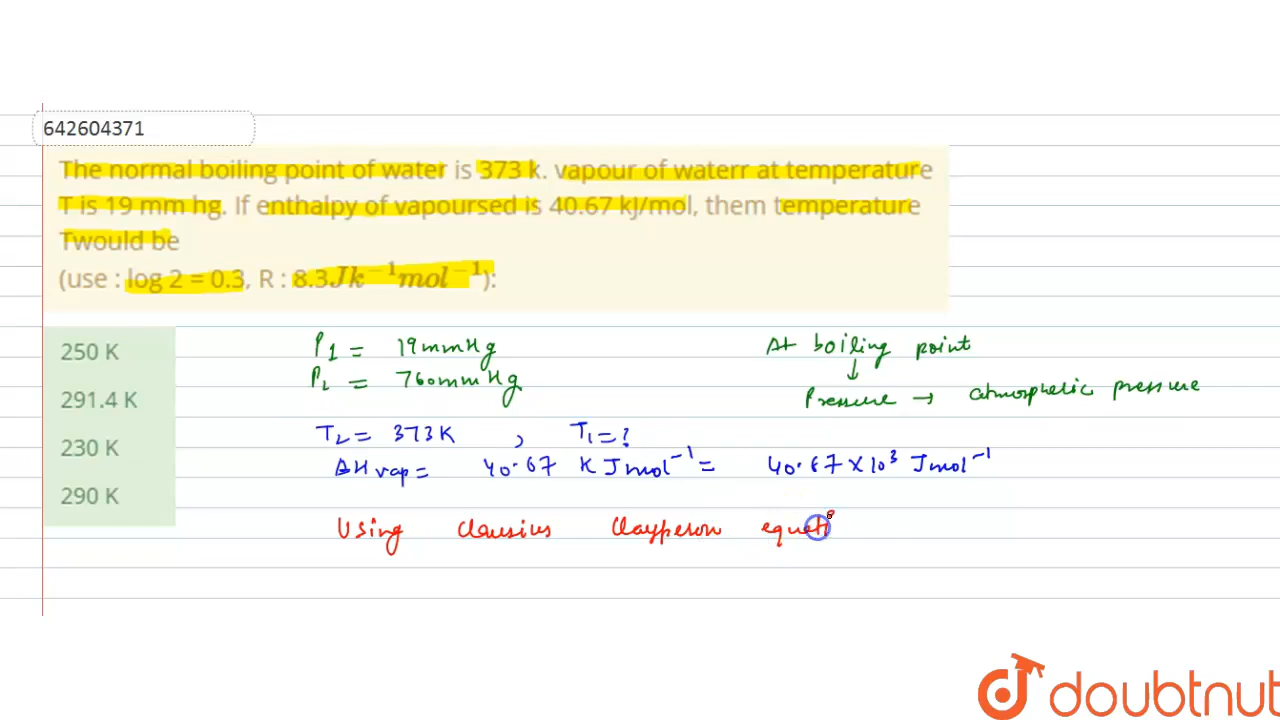 642604371
The normal boiling point of water is 373 k. vapour of waterr at temperature
T is 19 mm hg. If enthalpy of vapoursed is 40.67 kJ/mol, them temperature
Twould be
(use : log 2 = 0.3, R : 8.3Jk⁻¹mol⁻¹):
250 K
291.4 K
230 K
290 K
P1 = 19mmHg
P2 = 760mmHg
At boiling point
↓
Pressure → atmophetic pressure
T2 = 373K , T1 = ?
ΔHvap = 40.67 KJmol⁻¹ = 40.67×10³ Jmol⁻¹
Using Clausius Clayperon equati
doubtnut